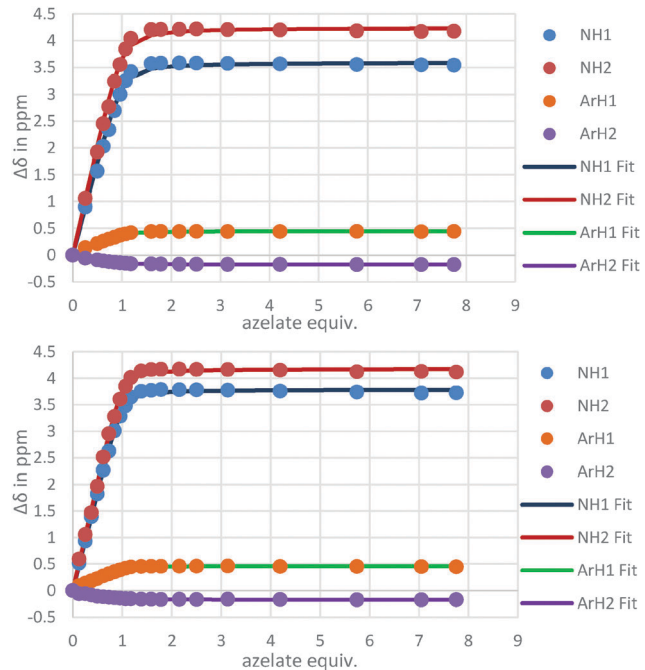 4.5
4
3.5
3
2.5
2
1.5
1
0.5
0
-0.5
Δδ in ppm
0 1 2 3 4 5 6 7 8 9
azelate equiv.
NH1
NH2
ArH1
ArH2
NH1 Fit
NH2 Fit
ArH1 Fit
ArH2 Fit
4.5
4
3.5
3
2.5
2
1.5
1
0.5
0
-0.5
Δδ in ppm
0 1 2 3 4 5 6 7 8 9
azelate equiv.
NH1
NH2
ArH1
ArH2
NH1 Fit
NH2 Fit
ArH1 Fit
ArH2 Fit